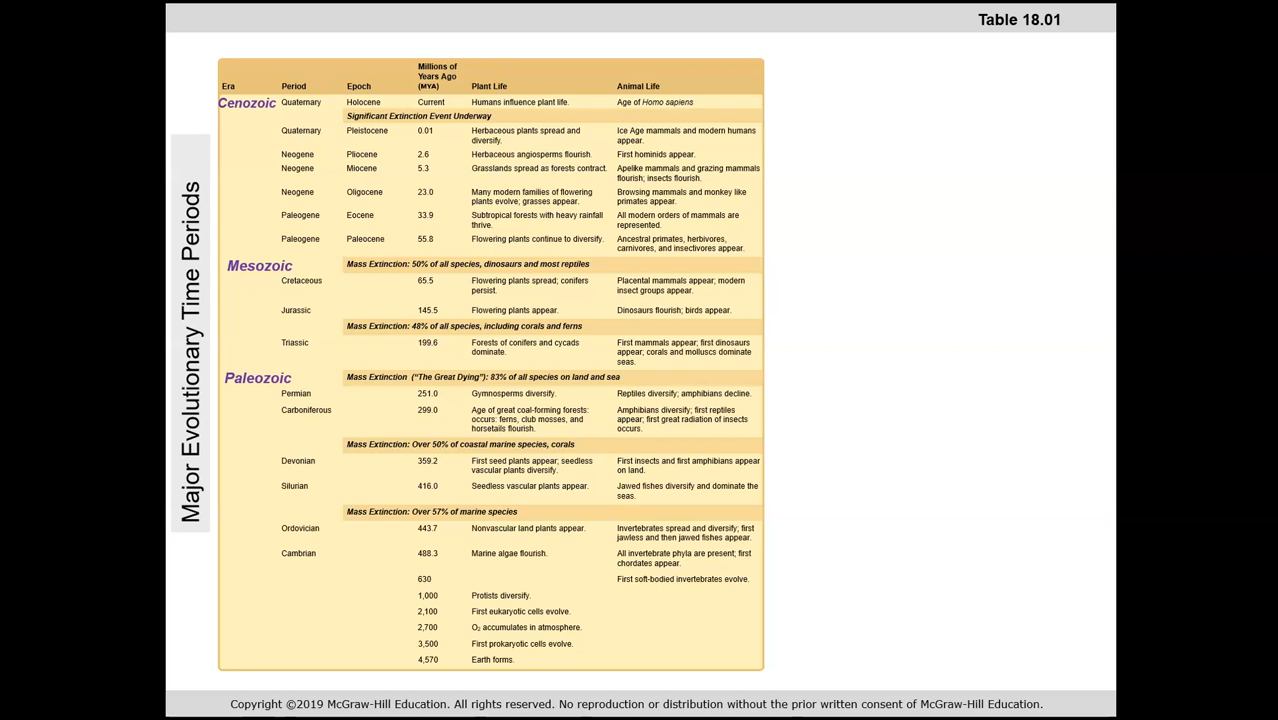 Table 18.01
Major Evolutionary Time Periods
Era Period Epoch Millions of Years Ago (MYA) Plant Life Animal Life
Cenozoic Quaternary Holocene Current Humans influence plant life. Age of Homo sapiens
Significant Extinction Event Underway
Quaternary Pleistocene 0.01 Herbaceous plants spread and diversify. Ice Age mammals and modern humans appear.
Neogene Pliocene 2.6 Herbaceous angiosperms flourish. First hominids appear.
Neogene Miocene 5.3 Grasslands spread as forests contract. Apelike mammals and grazing mammals flourish; insects flourish.
Neogene Oligocene 23.0 Many modern families of flowering plants evolve; grasses appear. Browsing mammals and monkey like primates appear.
Paleogene Eocene 33.9 Subtropical forests with heavy rainfall thrive. All modern orders of mammals are represented.
Paleogene Paleocene 55.8 Flowering plants continue to diversify. Ancestral primates, herbivores, carnivores, and insectivores appear.
Mesozoic Mass Extinction: 50% of all species, dinosaurs and most reptiles
Cretaceous 65.5 Flowering plants spread; conifers persist. Placental mammals appear; modern insect groups appear.
Jurassic 145.5 Flowering plants appear. Dinosaurs flourish; birds appear.
Mass Extinction: 48% of all species, including corals and ferns
Triassic 199.6 Forests of conifers and cycads dominate. First mammals appear; first dinosaurs appear; corals and molluscs dominate seas.
Paleozoic Mass Extinction (“The Great Dying”): 83% of all species on land and sea
Permian 251.0 Gymnosperms diversify. Reptiles diversify; amphibians decline.
Carboniferous 299.0 Age of great coal-forming forests: occurs: ferns, club mosses, and horsetails flourish. Amphibians diversify; first reptiles appear; first great radiation of insects occurs.
Mass Extinction: Over 50% of coastal marine species, corals
Devonian 359.2 First seed plants appear; seedless vascular plants diversify. First insects and first amphibians appear on land.
Silurian 416.0 Seedless vascular plants appear. Jawed fishes diversify and dominate the seas.
Mass Extinction: Over 57% of marine species
Ordovician 443.7 Nonvascular land plants appear. Invertebrates spread and diversify; first jawless and then jawed fishes appear.
Cambrian 488.3 Marine algae flourish. All invertebrate phyla are present; first chordates appear.
630 First soft-bodied invertebrates evolve.
1,000 Protists diversify.
2,100 First eukaryotic cells evolve.
2,700 O₂ accumulates in atmosphere.
3,500 First prokaryotic cells evolve.
4,570 Earth forms.
Copyright ©2019 McGraw-Hill Education. All rights reserved. No reproduction or distribution without the prior written consent of McGraw-Hill Education.